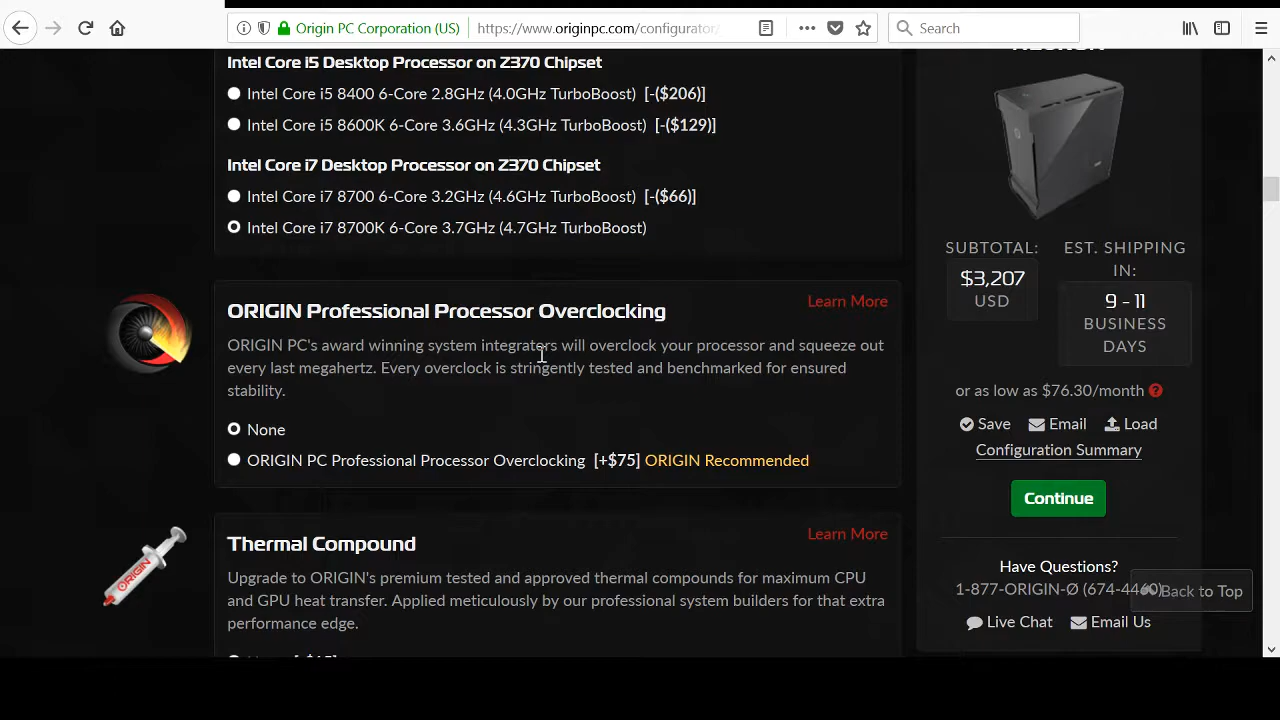 Origin PC Corporation (US)
https://www.originpc.com/configurator
Search
Intel Core i5 Desktop Processor on Z370 Chipset
Intel Core i5 8400 6-Core 2.8GHz (4.0GHz TurboBoost) [-($206)]
Intel Core i5 8600K 6-Core 3.6GHz (4.3GHz TurboBoost) [-($129)]
Intel Core i7 Desktop Processor on Z370 Chipset
Intel Core i7 8700 6-Core 3.2GHz (4.6GHz TurboBoost) [-($66)]
Intel Core i7 8700K 6-Core 3.7GHz (4.7GHz TurboBoost)
ORIGIN Professional Processor Overclocking
Learn More
ORIGIN PC's award winning system integrators will overclock your processor and squeeze out
every last megahertz. Every overclock is stringently tested and benchmarked for ensured
stability.
None
ORIGIN PC Professional Processor Overclocking [+$75] ORIGIN Recommended
ORIGIN
Thermal Compound
Learn More
Upgrade to ORIGIN's premium tested and approved thermal compounds for maximum CPU
and GPU heat transfer. Applied meticulously by our professional system builders for that extra
performance edge.
SUBTOTAL:
$3,207
USD
EST. SHIPPING
IN:
9 - 11
BUSINESS
DAYS
or as low as $76.30/month
Save Email Load
Configuration Summary
Continue
Have Questions?
1-877-ORIGIN-Ø (674-4460)
Back to Top
Live Chat Email Us